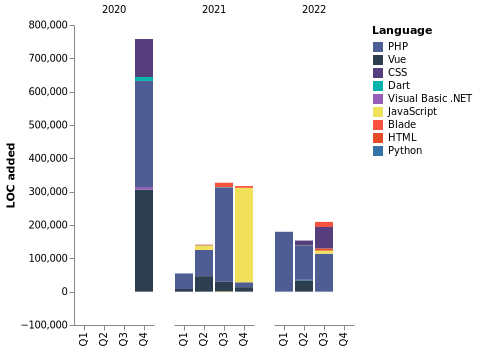 2020 2021 2022
LOC added
800,000
700,000
600,000
500,000
400,000
300,000
200,000
100,000
0
−100,000
Q1 Q2 Q3 Q4 Q1 Q2 Q3 Q4 Q1 Q2 Q3 Q4
Language
PHP
Vue
CSS
Dart
Visual Basic .NET
JavaScript
Blade
HTML
Python